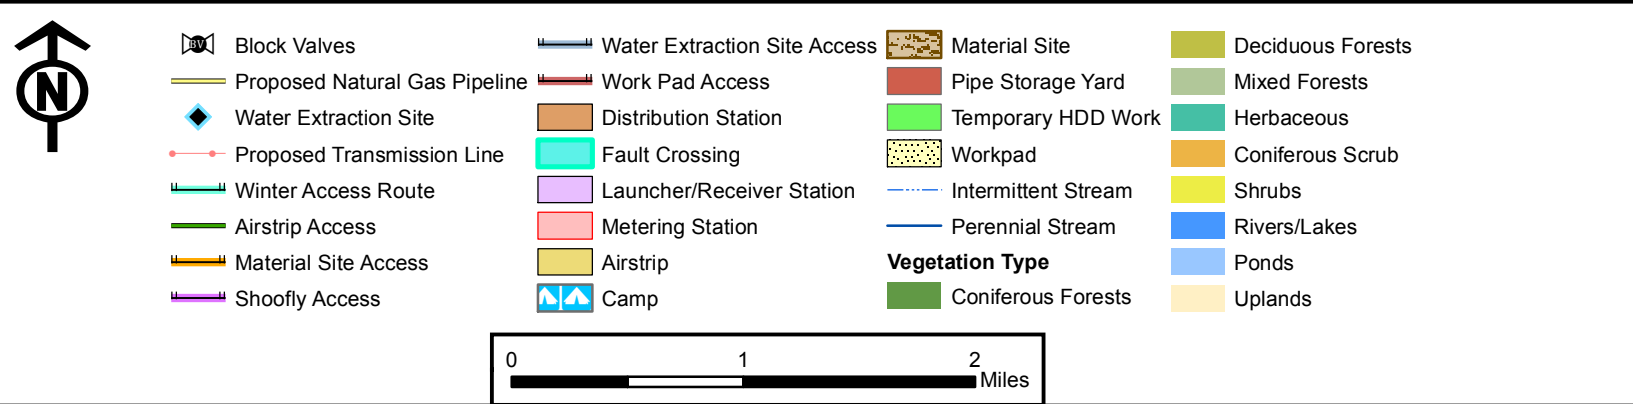 N
BV
Block Valves
Proposed Natural Gas Pipeline
Water Extraction Site
Proposed Transmission Line
Winter Access Route
Airstrip Access
Material Site Access
Shoofly Access
Water Extraction Site Access
Work Pad Access
Distribution Station
Fault Crossing
Launcher/Receiver Station
Metering Station
Airstrip
Camp
Material Site
Pipe Storage Yard
Temporary HDD Work
Workpad
Intermittent Stream
Perennial Stream
Vegetation Type
Coniferous Forests
Deciduous Forests
Mixed Forests
Herbaceous
Coniferous Scrub
Shrubs
Rivers/Lakes
Ponds
Uplands
0 1 2
Miles